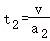 t₂ = v / a₂